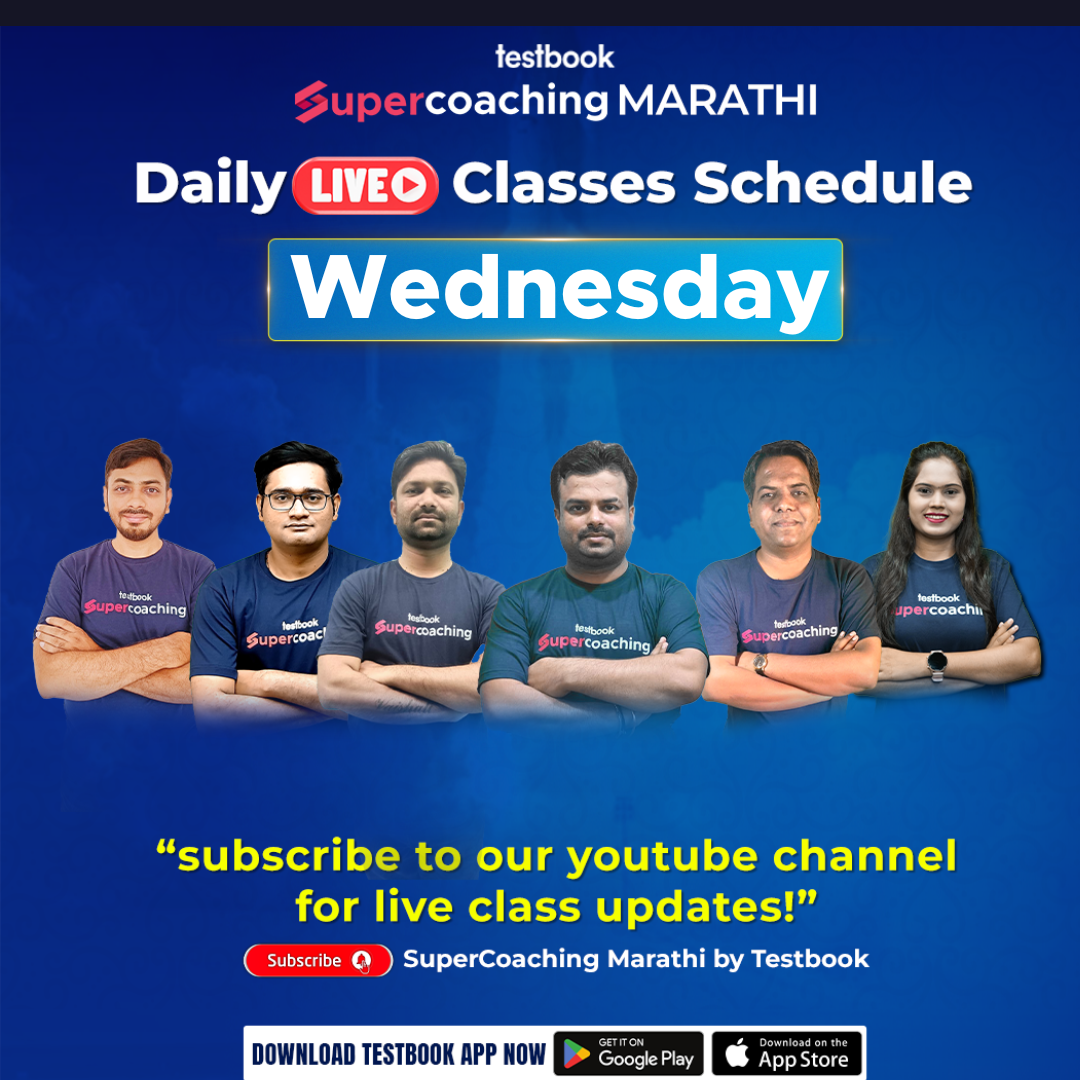 testbook
Supercoaching MARATHI
Daily LIVE Classes Schedule
Wednesday
testbook
Supercoaching
testbook
Supercoach
testbook
Supercoaching
testbook
Supercoaching
testbook
Supercoaching
testbook
upercoachi
“subscribe to our youtube channel
for live class updates!”
Subscribe SuperCoaching Marathi by Testbook
DOWNLOAD TESTBOOK APP NOW GET IT ON Google Play Download on the App Store